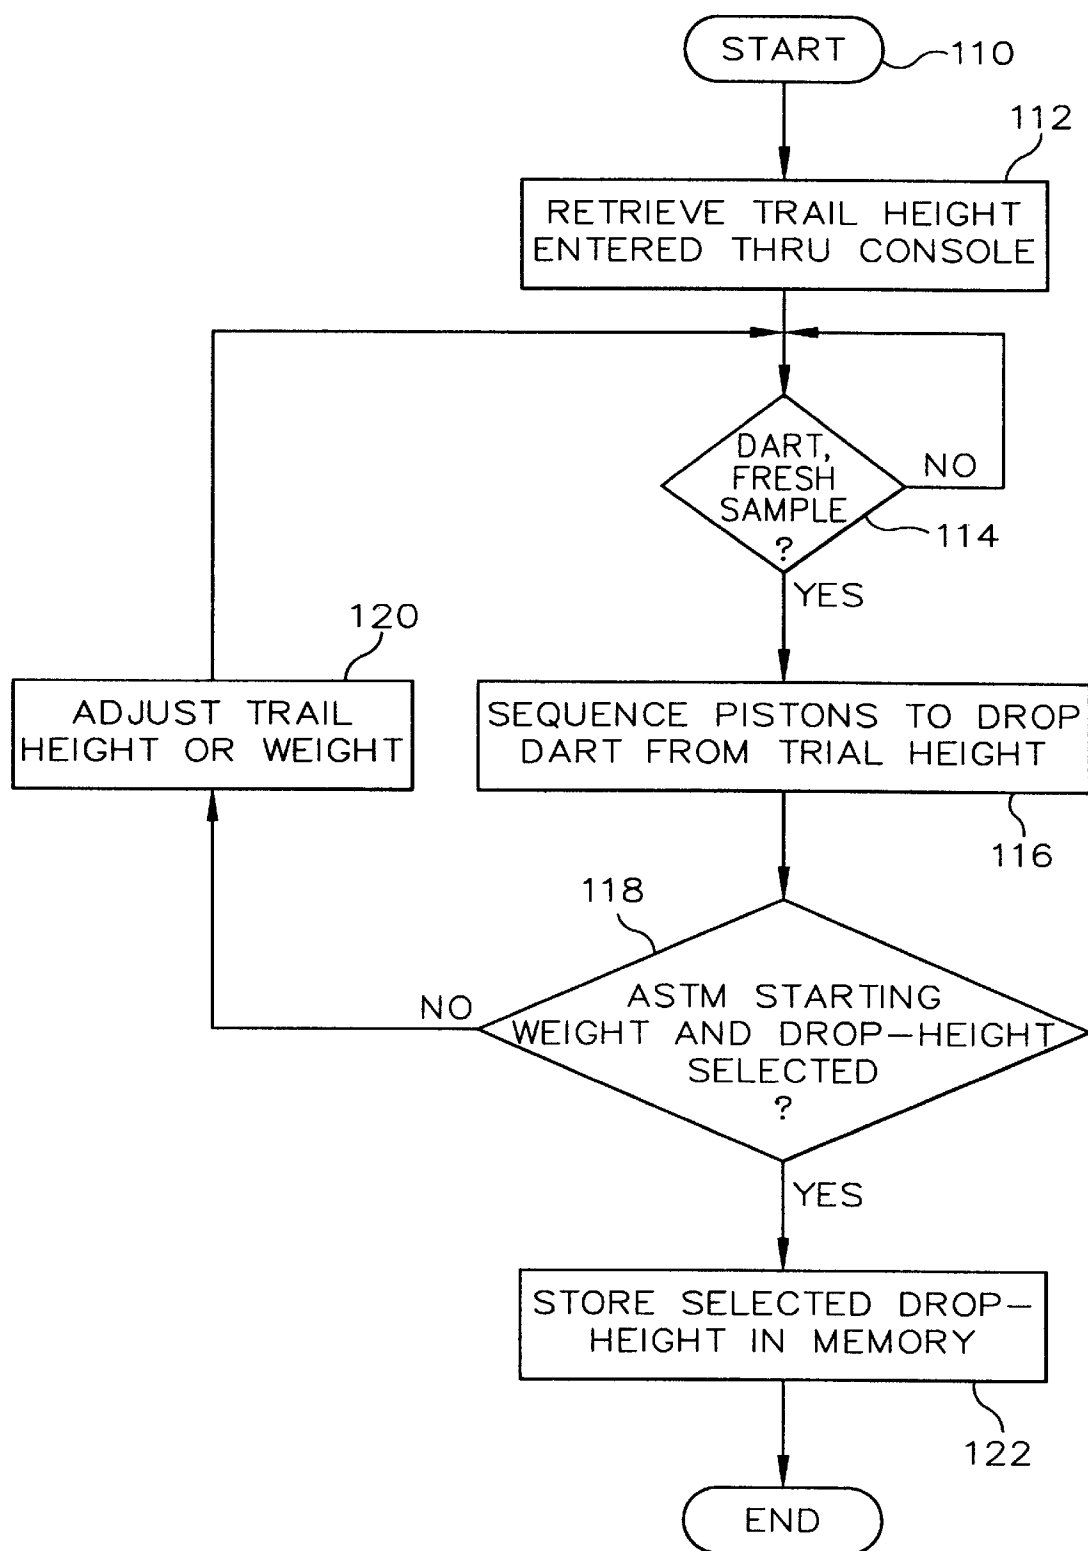 START
110
112
RETRIEVE TRAIL HEIGHT
ENTERED THRU CONSOLE
DART,
FRESH
SAMPLE
?
NO
114
YES
120
ADJUST TRAIL
HEIGHT OR WEIGHT
SEQUENCE PISTONS TO DROP
DART FROM TRIAL HEIGHT
116
118
NO
ASTM STARTING
WEIGHT AND DROP-HEIGHT
SELECTED
?
YES
STORE SELECTED DROP-
HEIGHT IN MEMORY
122
END